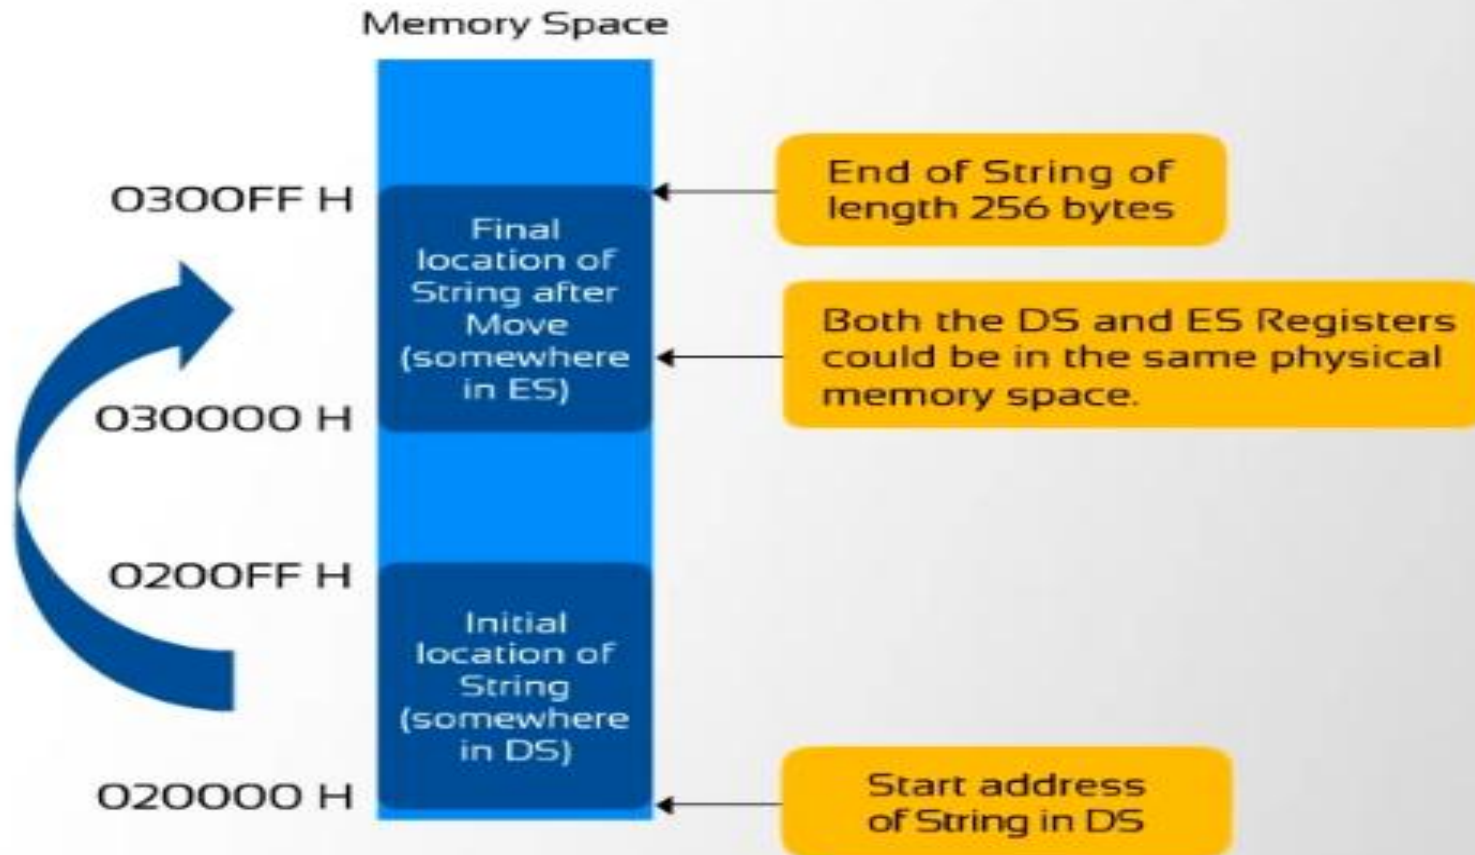 Memory Space
0300FF H
End of String of
length 256 bytes
Final
location of
String after
Move
(somewhere
in ES)
Both the DS and ES Registers
could be in the same physical
memory space.
030000 H
0200FF H
Initial
location of
String
(somewhere
in DS)
020000 H
Start address
of String in DS